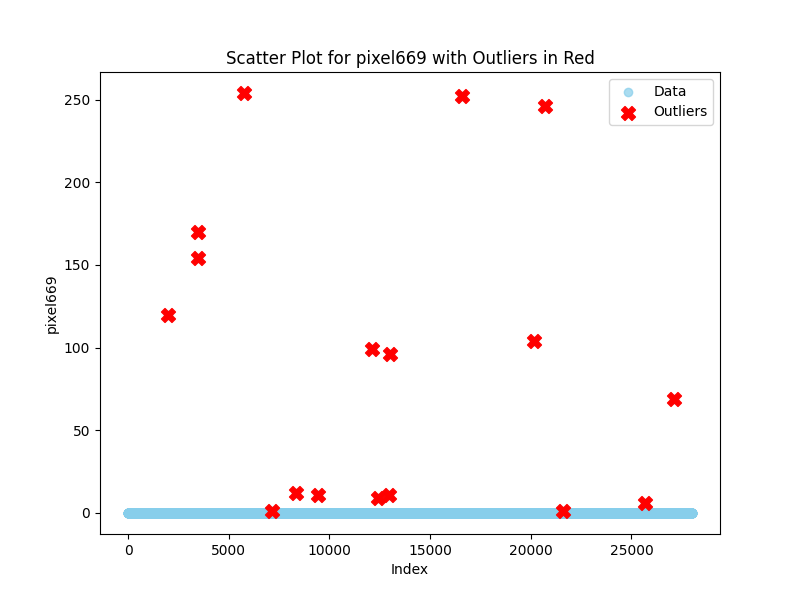 Scatter Plot for pixel669 with Outliers in Red
Data
Outliers
250
200
150
100
50
0
pixel669
0 5000 10000 15000 20000 25000
Index